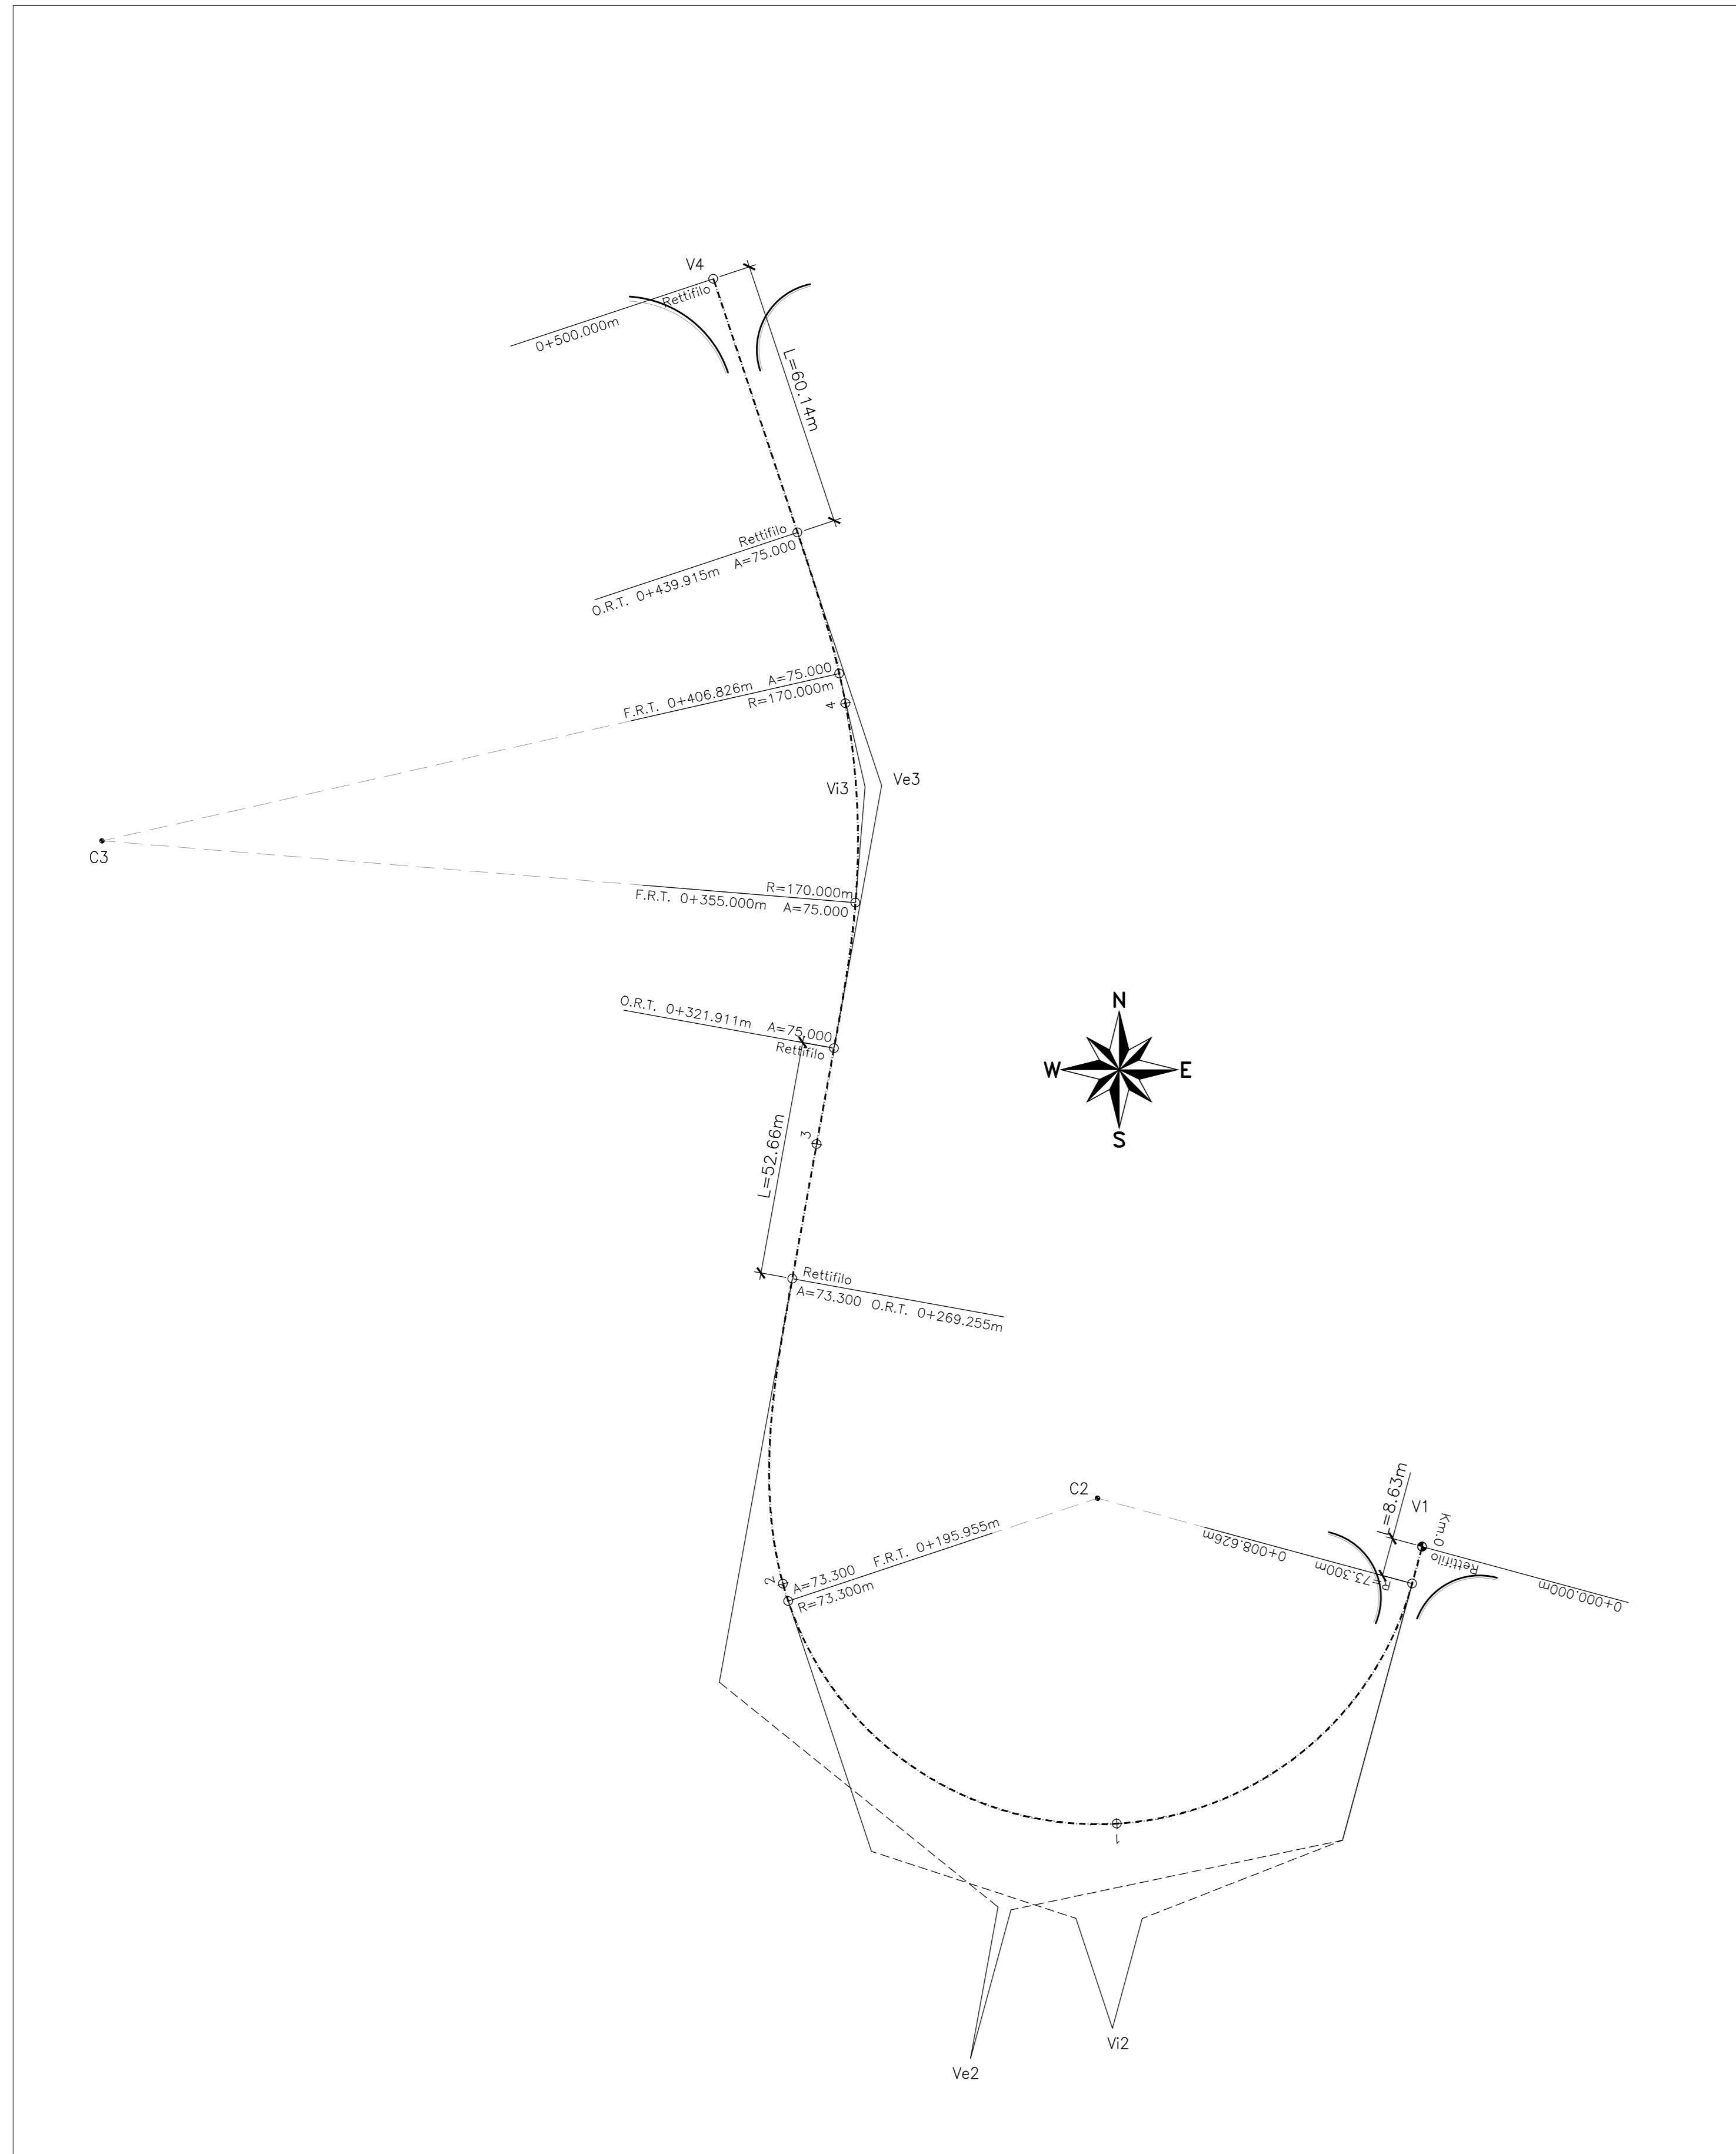 V4
Rettifilo
0+500.000m
L=60.14m
Rettifilo
O.R.T. 0+439.915m A=75.000
F.R.T. 0+406.826m A=75.000
R=170.000m
4
Vi3
Ve3
C3
R=170.000m
F.R.T. 0+355.000m A=75.000
O.R.T. 0+321.911m A=75.000
Rettifilo
N
W
E
S
3
L=52.66m
Rettifilo
A=73.300 O.R.T. 0+269.255m
C2
=8.63m
V1
Km.0
Rettifilo
0+000.000m
0+008.626m
R=73.300m
2
A=73.300 F.R.T. 0+195.955m
R=73.300m
1
Vi2
Ve2